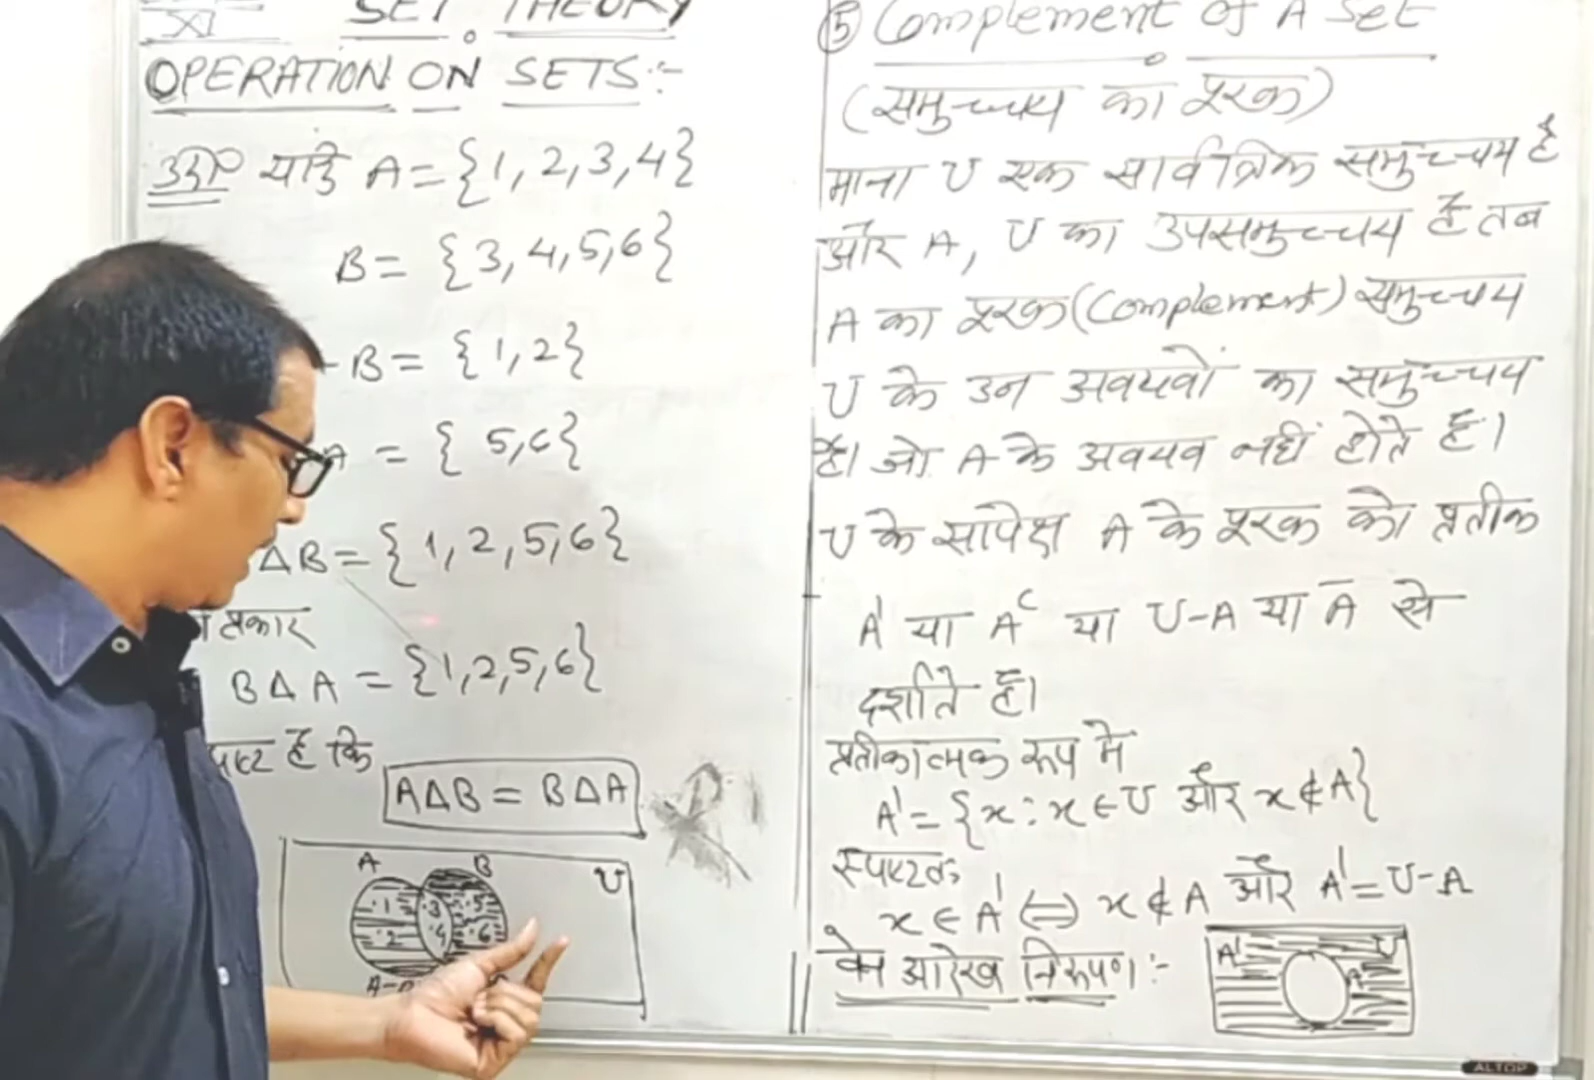 XI SET THEORY
OPERATION ON SETS :-
उदा० यदि A = {1, 2, 3, 4}
B = {3, 4, 5, 6}
- B = {1, 2}
A = {5, 6}
Δ B = {1, 2, 5, 6}
प्रकार
B Δ A = {1, 2, 5, 6}
है कि
A Δ B = B Δ A
A B U
.1 .3 .5
.2 .4 .6
A-
⑤ Complement of A Set
(समुच्चय का पूरक)
माना U एक सार्वत्रिक समुच्चय है
और A, U का उपसमुच्चय है तब
A का पूरक (Complement) समुच्चय
U के उन अवयवों का समुच्चय
है। जो A के अवयव नहीं होते हैं।
U के सापेक्ष A के पूरक को प्रतीक
A' या Aᶜ या U-A या Ā से
दर्शाते हैं।
प्रतीकात्मक रूप में
A' = {x : x ∈ U और x ∉ A}
स्पष्टतः
x ∈ A' ⟺ x ∉ A और A' = U - A
वेन आरेख निरूपण :-
A' U
A
ALTOP